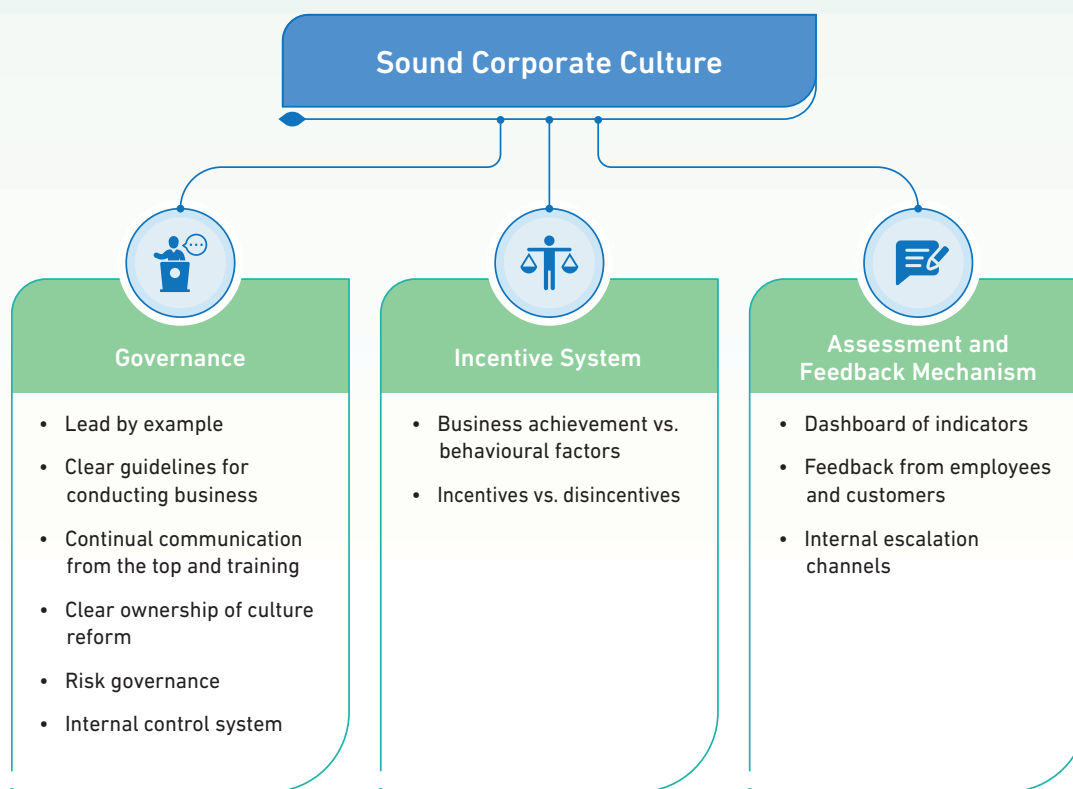 Sound Corporate Culture
Governance
• Lead by example
• Clear guidelines for
conducting business
• Continual communication
from the top and training
• Clear ownership of culture
reform
• Risk governance
• Internal control system
Incentive System
• Business achievement vs.
behavioural factors
• Incentives vs. disincentives
Assessment and
Feedback Mechanism
• Dashboard of indicators
• Feedback from employees
and customers
• Internal escalation
channels